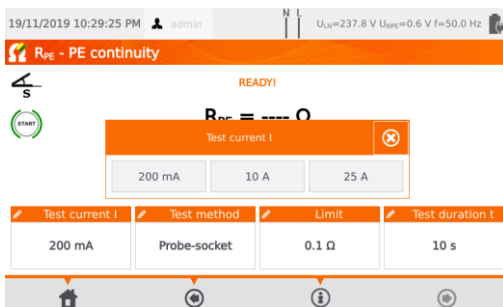 19/11/2019 10:29:25 PM admin N L U_LN=237.8 V U_NPE=0.6 V f=50.0 Hz
R_PE - PE continuity
S
READY!
START
R_PE = ---- Ω
Test current I
200 mA 10 A 25 A
Test current I Test method Limit Test duration t
200 mA Probe-socket 0.1 Ω 10 s